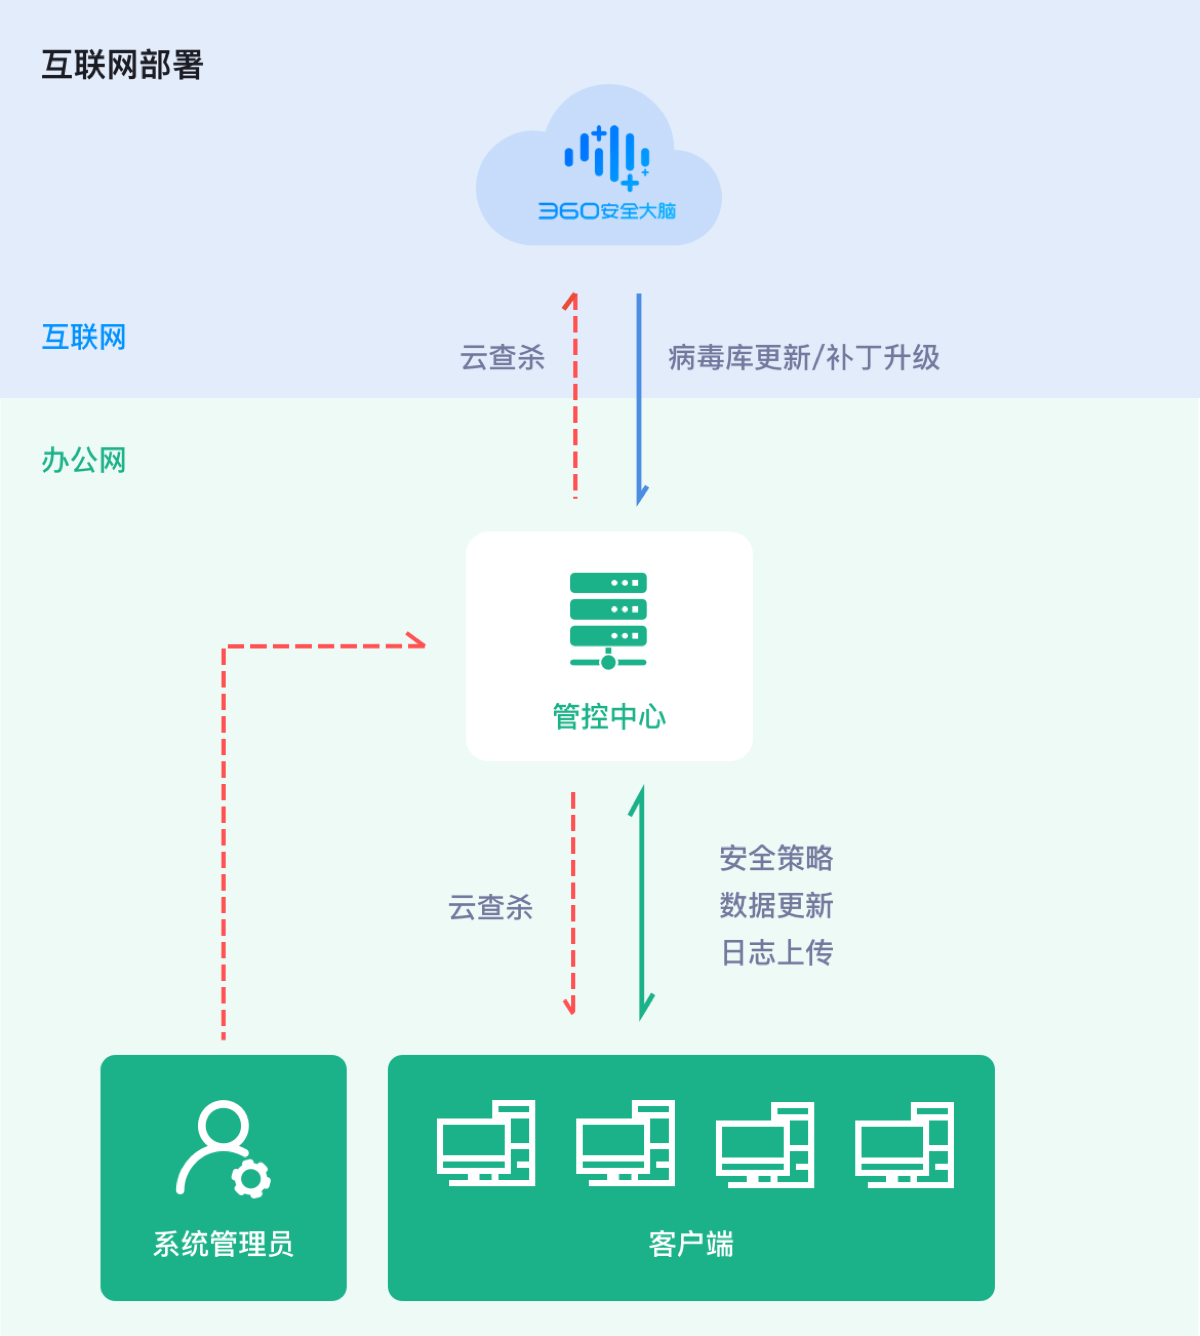 互联网部署
360安全大脑
互联网
云查杀
病毒库更新/补丁升级
办公网
管控中心
云查杀
安全策略
数据更新
日志上传
系统管理员
客户端